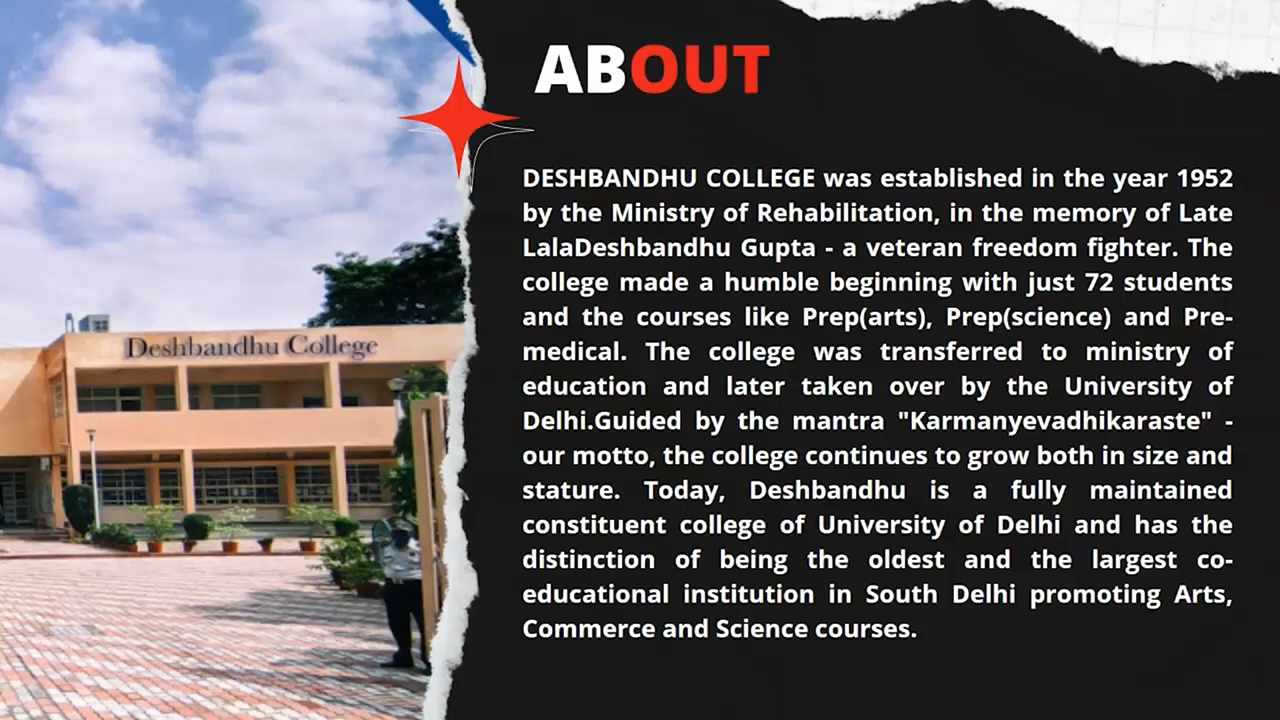 ABOUT
DESHBANDHU COLLEGE was established in the year 1952
by the Ministry of Rehabilitation, in the memory of Late
LalaDeshbandhu Gupta - a veteran freedom fighter. The
college made a humble beginning with just 72 students
and the courses like Prep(arts), Prep(science) and Pre-
medical. The college was transferred to ministry of
education and later taken over by the University of
Delhi.Guided by the mantra "Karmanyevadhikaraste" -
our motto, the college continues to grow both in size and
stature. Today, Deshbandhu is a fully maintained
constituent college of University of Delhi and has the
distinction of being the oldest and the largest co-
educational institution in South Delhi promoting Arts,
Commerce and Science courses.
Deshbandhu College